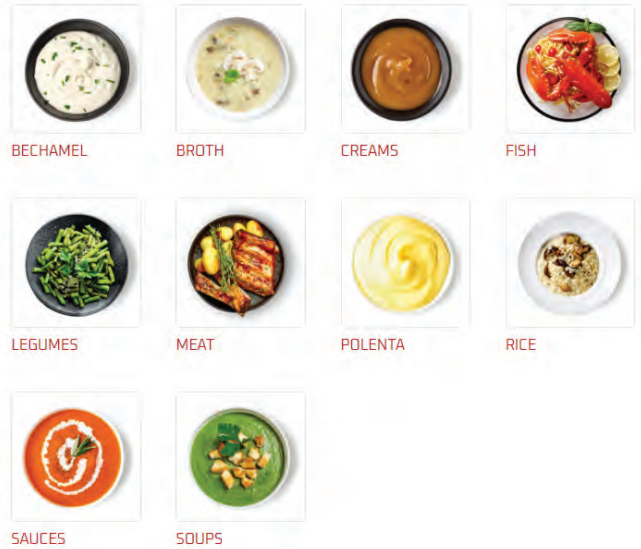 BECHAMEL
BROTH
CREAMS
FISH
LEGUMES
MEAT
POLENTA
RICE
SAUCES
SOUPS